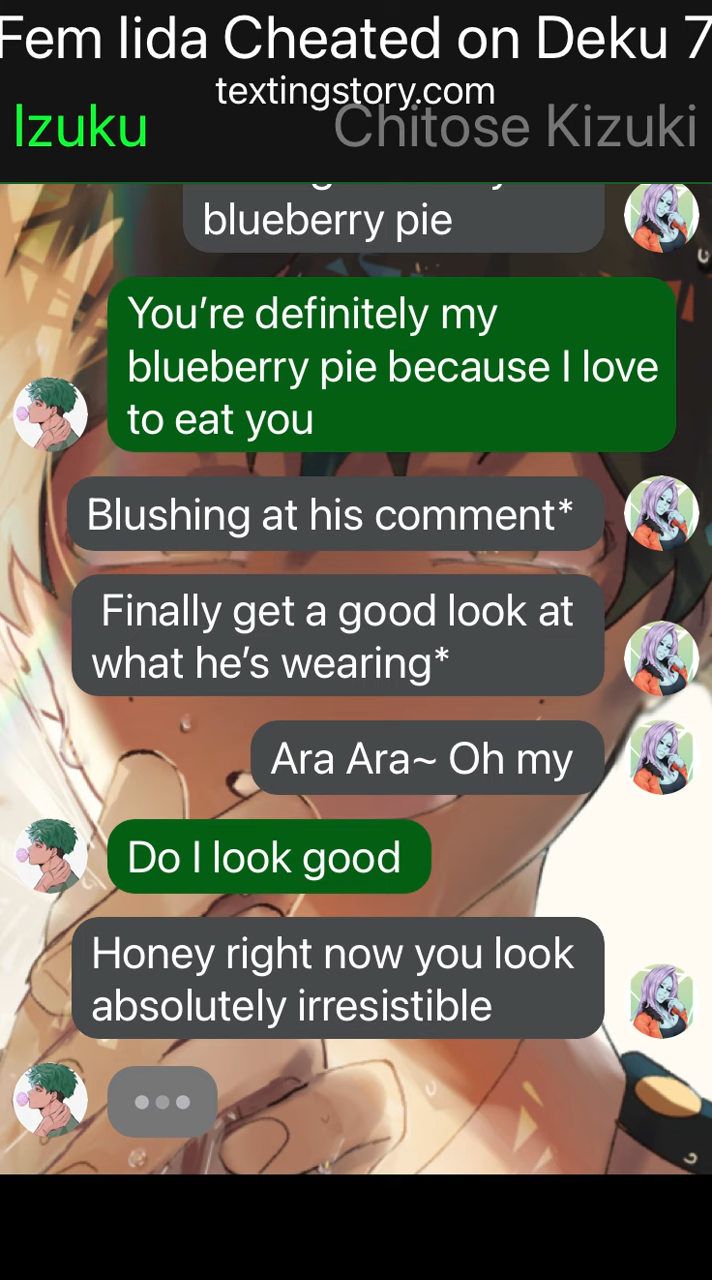 Fem Iida Cheated on Deku 7
textingstory.com
Izuku
Chitose Kizuki
blueberry pie
You’re definitely my
blueberry pie because I love
to eat you
Blushing at his comment*
Finally get a good look at
what he’s wearing*
Ara Ara~ Oh my
Do I look good
Honey right now you look
absolutely irresistible